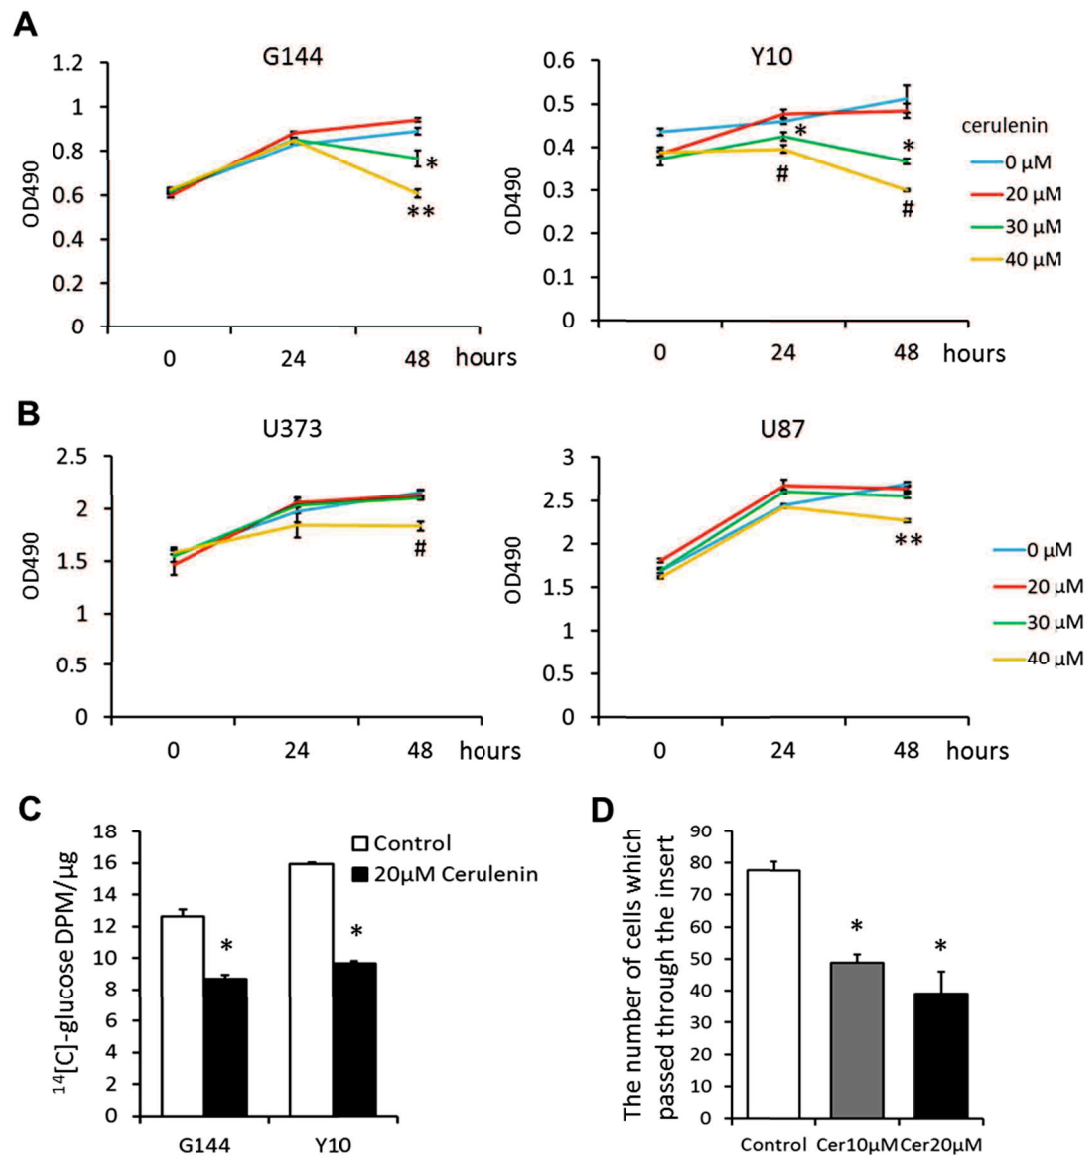 A
G144
OD490
1.2
1
0.8
0.6
0.4
0.2
0
*
**
0 24 48 hours
Y10
OD490
0.6
0.5
0.4
0.3
0.2
0.1
0
*
#
*
#
0 24 48 hours
cerulenin
0 µM
20 µM
30 µM
40 µM
B
U373
OD490
2.5
2
1.5
1
0.5
0
#
0 24 48 hours
U87
OD490
3
2.5
2
1.5
1
0.5
0
**
0 24 48 hours
0 µM
20 µM
30 µM
40 µM
C
14[C]-glucose DPM/µg
18
16
14
12
10
8
6
4
2
0
Control
20µM Cerulenin
*
*
G144 Y10
D
The number of cells which
passed through the insert
90
80
70
60
50
40
30
20
10
0
*
*
Control Cer10µM Cer20µM